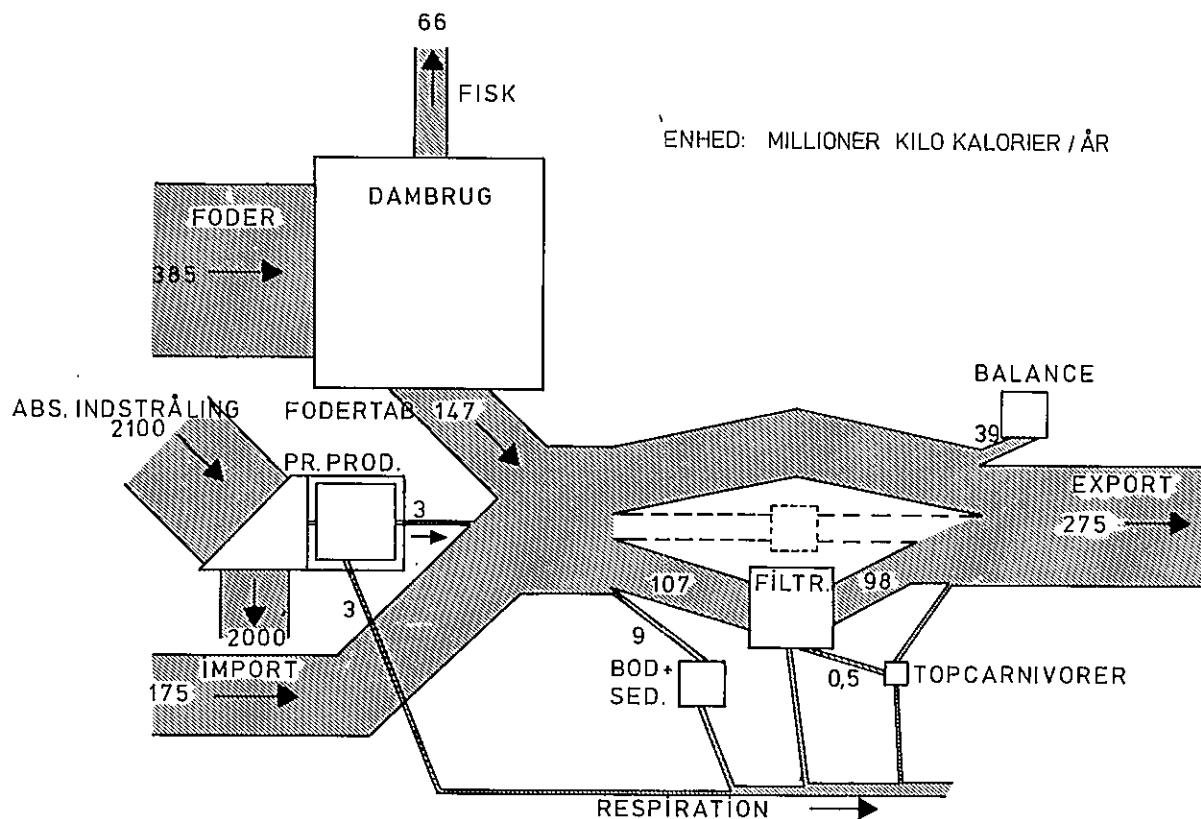 66
FISK
ENHED: MILLIONER KILO KALORIER / ÅR
DAMBRUG
FODER
385
BALANCE
ABS. INDSTRÅLING
2100
FODERTAB 147
39
PR. PROD.
3
EXPORT
275
107
FILTR.
98
3
9
2000
IMPORT
175
BOD+
SED.
0,5
TOPCARNIVORER
RESPIRATION